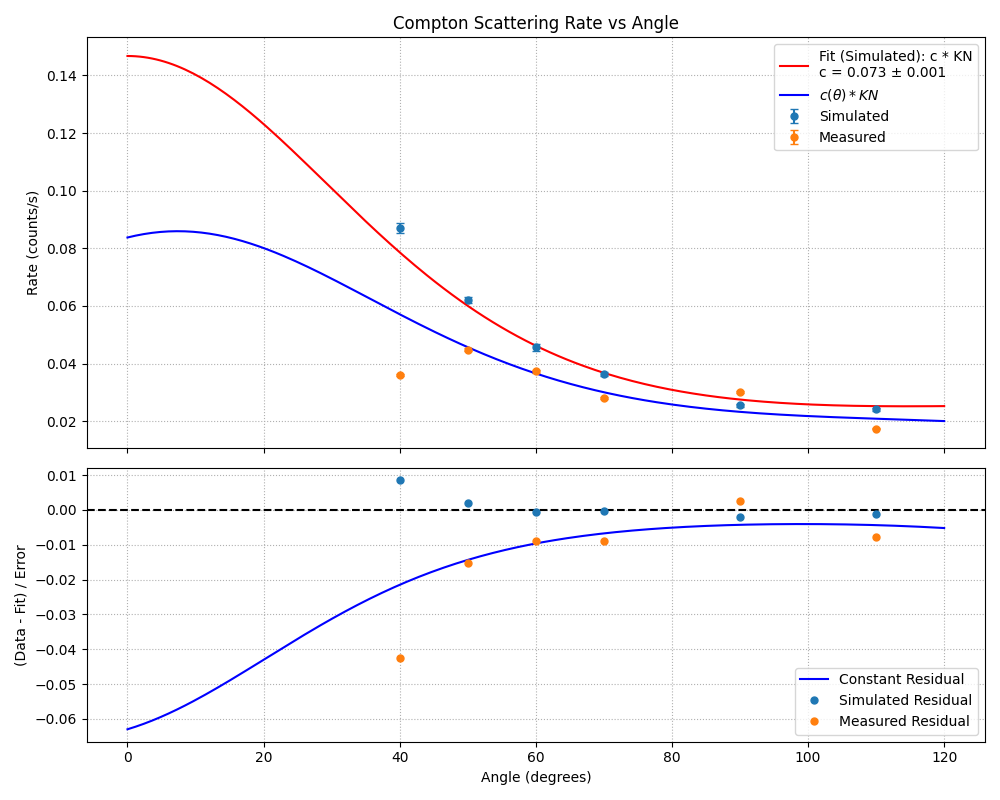 Compton Scattering Rate vs Angle
Rate (counts/s)
0.14
0.12
0.10
0.08
0.06
0.04
0.02
Fit (Simulated): c * KN
c = 0.073 ± 0.001
c(θ) * KN
Simulated
Measured
(Data - Fit) / Error
0.01
0.00
−0.01
−0.02
−0.03
−0.04
−0.05
−0.06
Constant Residual
Simulated Residual
Measured Residual
0 20 40 60 80 100 120
Angle (degrees)